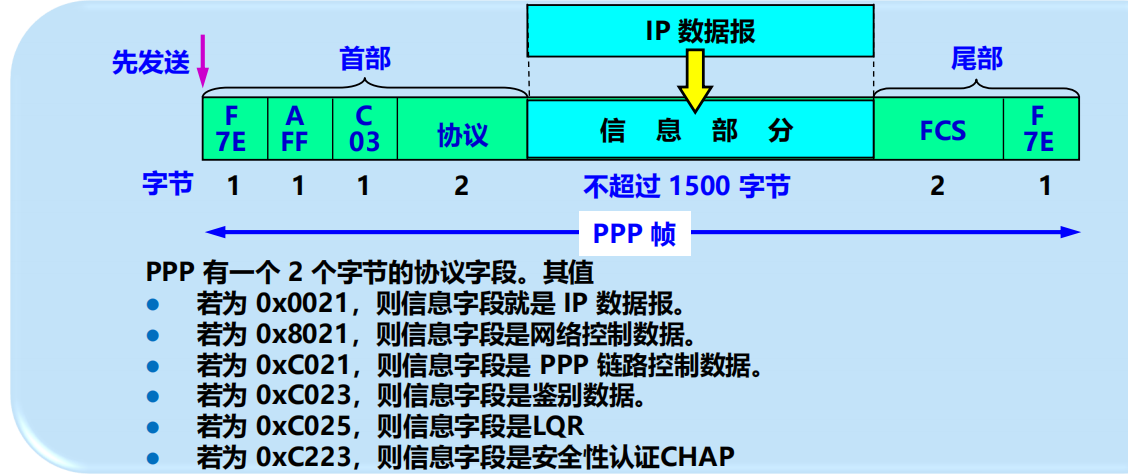 IP 数据报
先发送
首部
尾部
F A C
7E FF 03 协议 信 息 部 分 FCS F 7E
字节 1 1 1 2 不超过 1500 字节 2 1
PPP 帧
PPP 有一个 2 个字节的协议字段。其值
● 若为 0x0021，则信息字段就是 IP 数据报。
● 若为 0x8021，则信息字段是网络控制数据。
● 若为 0xC021，则信息字段是 PPP 链路控制数据。
● 若为 0xC023，则信息字段是鉴别数据。
● 若为 0xC025，则信息字段是LQR
● 若为 0xC223，则信息字段是安全性认证CHAP